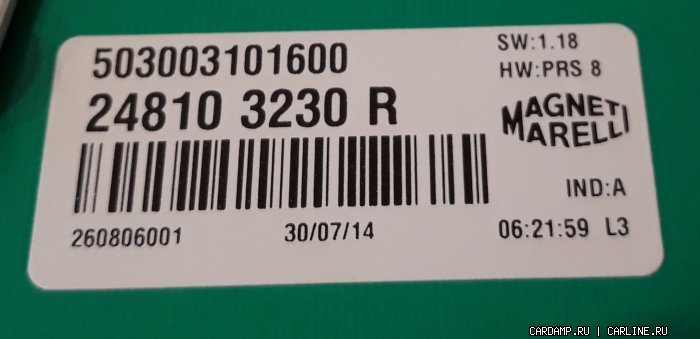 503003101600
SW:1.18
HW:PRS 8
24810 3230 R
MAGNETI
MARELLI
IND:A
260806001
30/07/14
06:21:59 L3
CARDAMP.RU | CARLINE.RU